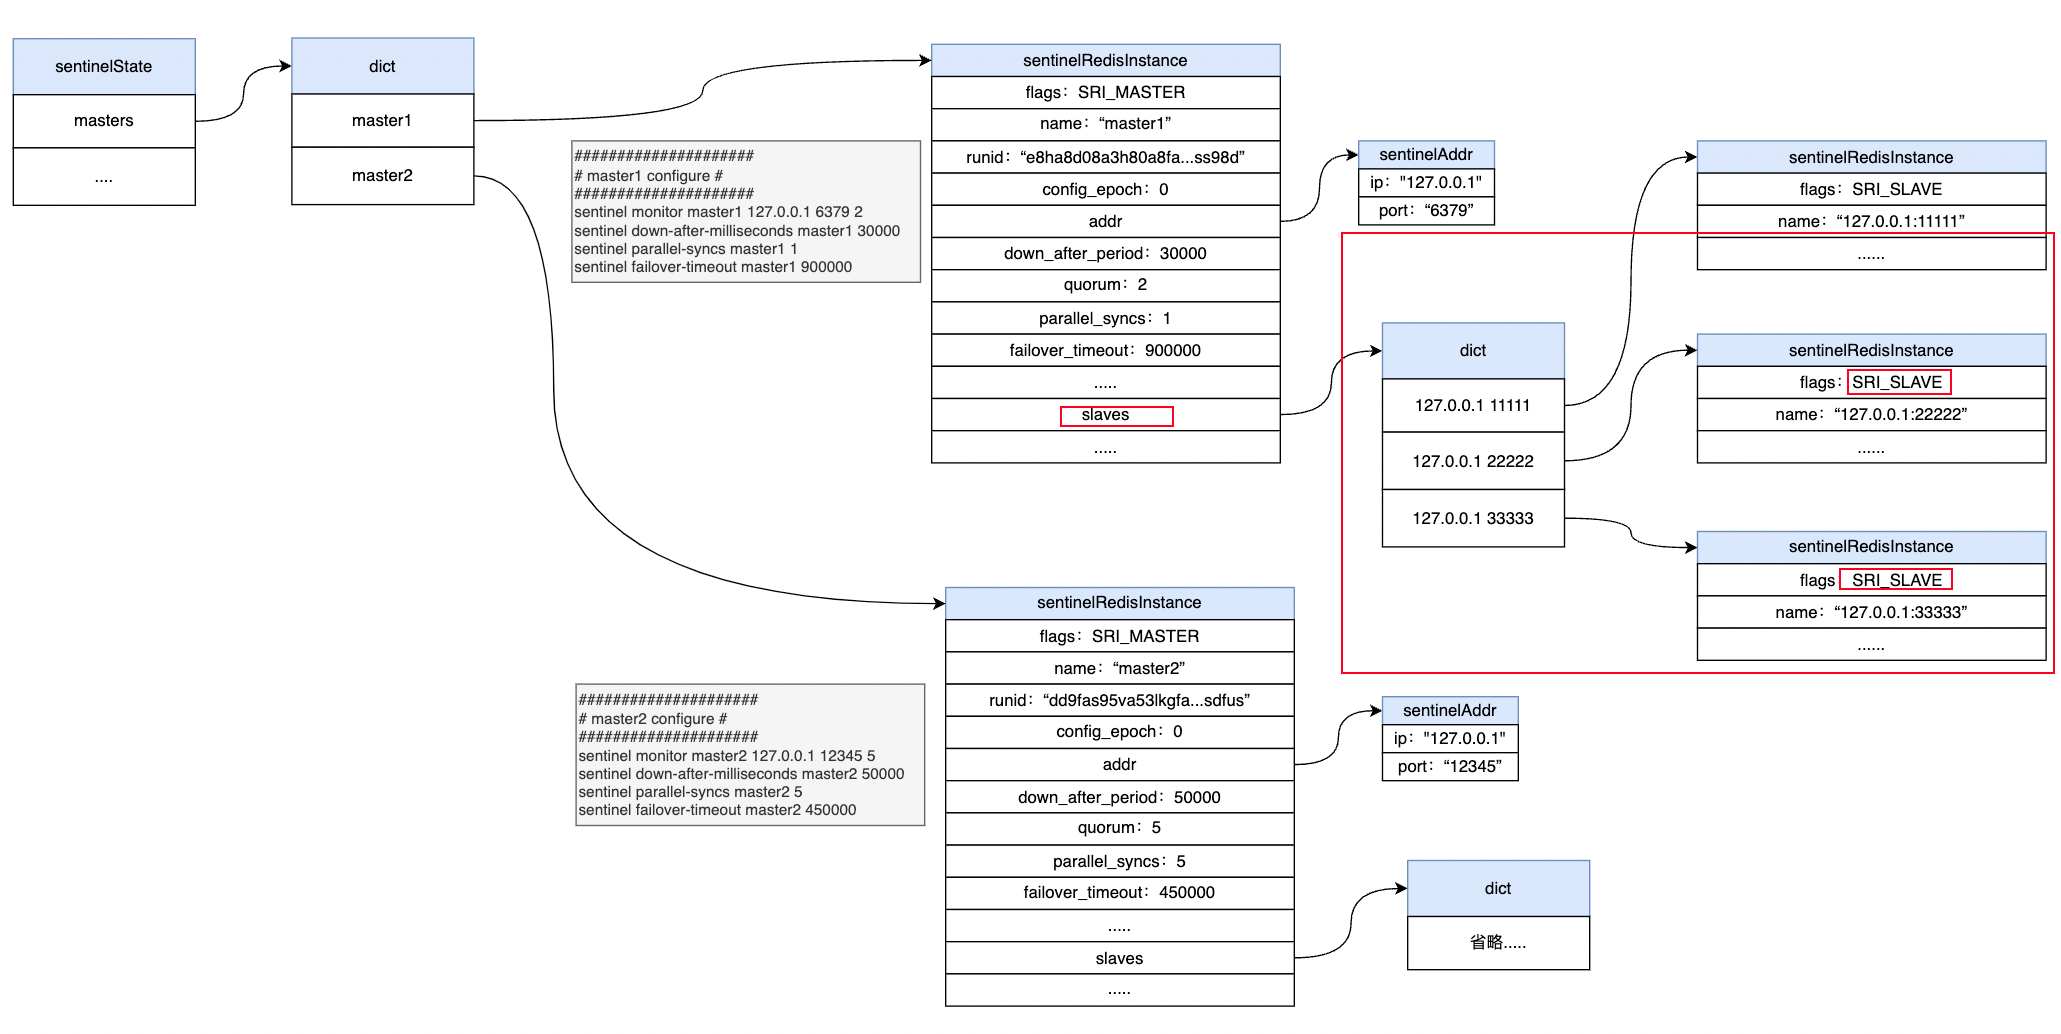 sentinelState
masters
....
dict
master1
master2
#####################
# master1 configure #
#####################
sentinel monitor master1 127.0.0.1 6379 2
sentinel down-after-milliseconds master1 30000
sentinel parallel-syncs master1 1
sentinel failover-timeout master1 900000
sentinelRedisInstance
flags：SRI_MASTER
name：“master1”
runid：“e8ha8d08a3h80a8fa...ss98d”
config_epoch：0
addr
down_after_period：30000
quorum：2
parallel_syncs：1
failover_timeout：900000
.....
slaves
.....
sentinelAddr
ip："127.0.0.1"
port：“6379”
dict
127.0.0.1 11111
127.0.0.1 22222
127.0.0.1 33333
sentinelRedisInstance
flags：SRI_SLAVE
name：“127.0.0.1:11111”
......
sentinelRedisInstance
flags：SRI_SLAVE
name：“127.0.0.1:22222”
......
sentinelRedisInstance
flags：SRI_SLAVE
name：“127.0.0.1:33333”
......
#####################
# master2 configure #
#####################
sentinel monitor master2 127.0.0.1 12345 5
sentinel down-after-milliseconds master2 50000
sentinel parallel-syncs master2 5
sentinel failover-timeout master2 450000
sentinelRedisInstance
flags：SRI_MASTER
name：“master2”
runid：“dd9fas95va53lkgfa...sdfus”
config_epoch：0
addr
down_after_period：50000
quorum：5
parallel_syncs：5
failover_timeout：450000
.....
slaves
.....
sentinelAddr
ip："127.0.0.1"
port：“12345”
dict
省略.....